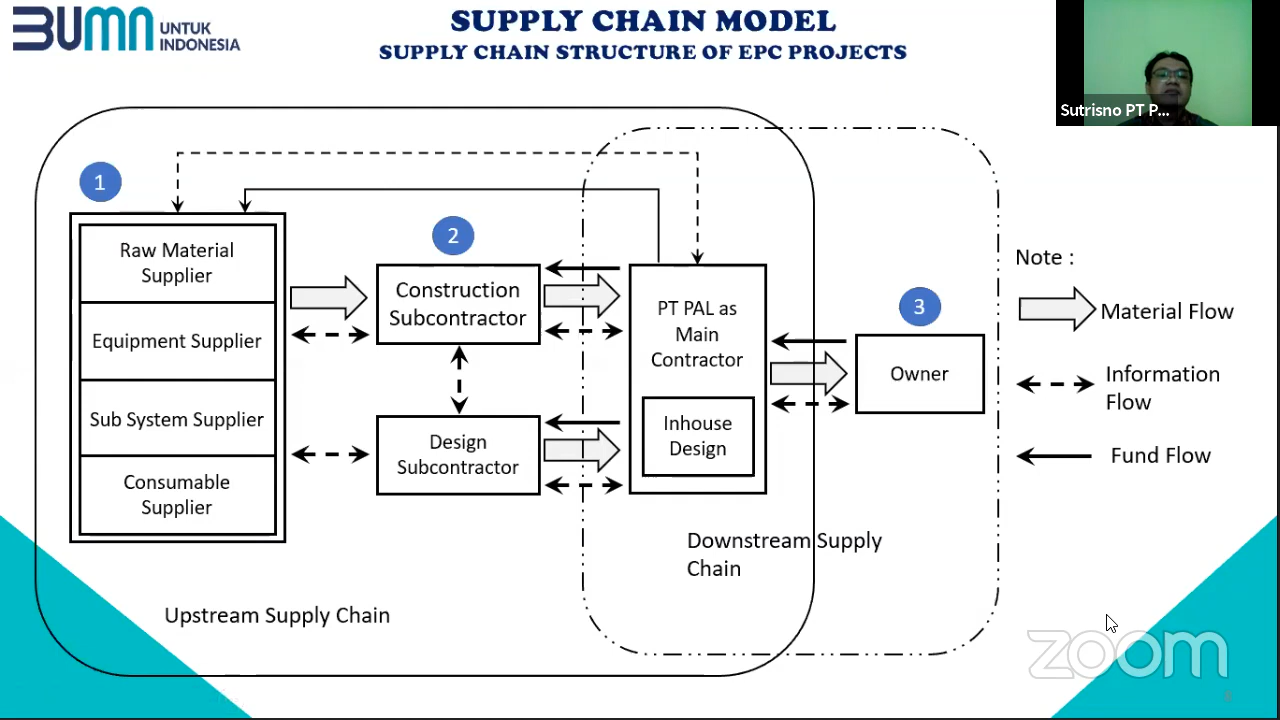 BUMN UNTUK
INDONESIA
SUPPLY CHAIN MODEL
SUPPLY CHAIN STRUCTURE OF EPC PROJECTS
Sutrisno PT P...
1
Raw Material
Supplier
Equipment Supplier
Sub System Supplier
Consumable
Supplier
2
Construction
Subcontractor
Design
Subcontractor
PT PAL as
Main
Contractor
Inhouse
Design
3
Owner
Note :
Material Flow
Information
Flow
Fund Flow
Downstream Supply
Chain
Upstream Supply Chain
zoom